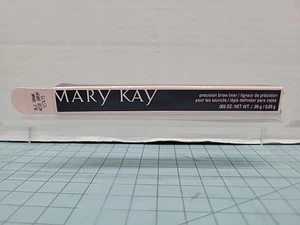 MARY KAY
precision brow liner / ligneur de précision
pour les sourcils / lápiz definidor para cejas
.003 OZ. NET WT. / .09 g / 0,09 g